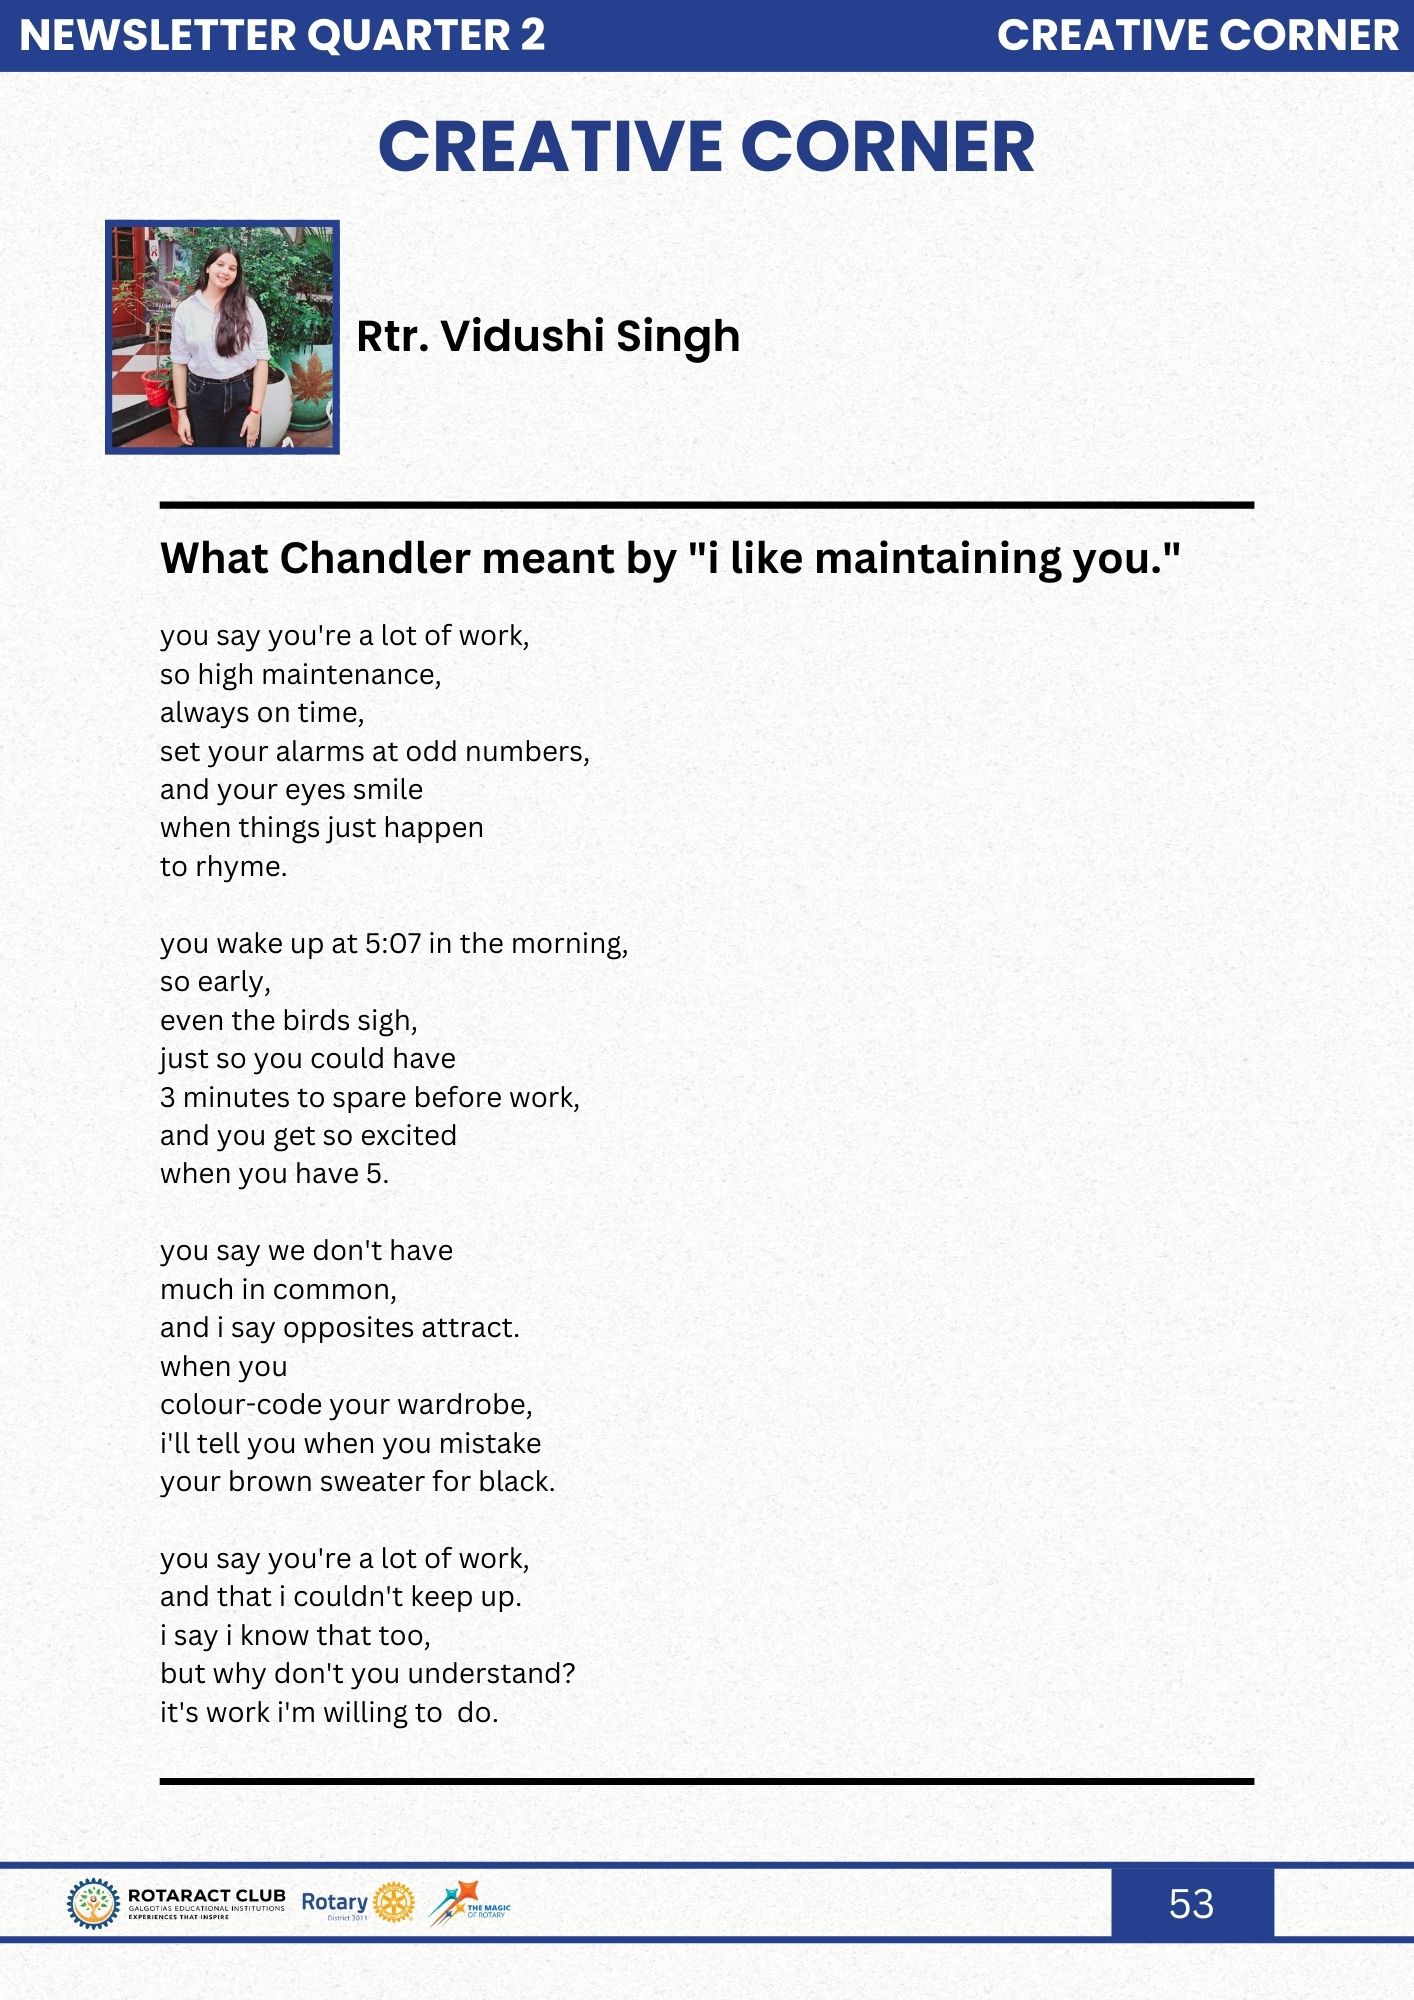 NEWSLETTER QUARTER 2
CREATIVE CORNER
CREATIVE CORNER
Rtr. Vidushi Singh
What Chandler meant by "i like maintaining you."
you say you're a lot of work,
so high maintenance,
always on time,
set your alarms at odd numbers,
and your eyes smile
when things just happen
to rhyme.
you wake up at 5:07 in the morning,
so early,
even the birds sigh,
just so you could have
3 minutes to spare before work,
and you get so excited
when you have 5.
you say we don't have
much in common,
and i say opposites attract.
when you
colour-code your wardrobe,
i'll tell you when you mistake
your brown sweater for black.
you say you're a lot of work,
and that i couldn't keep up.
i say i know that too,
but why don't you understand?
it's work i'm willing to  do.
ROTARACT CLUB
GALGOTIAS EDUCATIONAL INSTITUTIONS
EXPERIENCES THAT INSPIRE
Rotary
District 3011
THE MAGIC
OF ROTARY
53